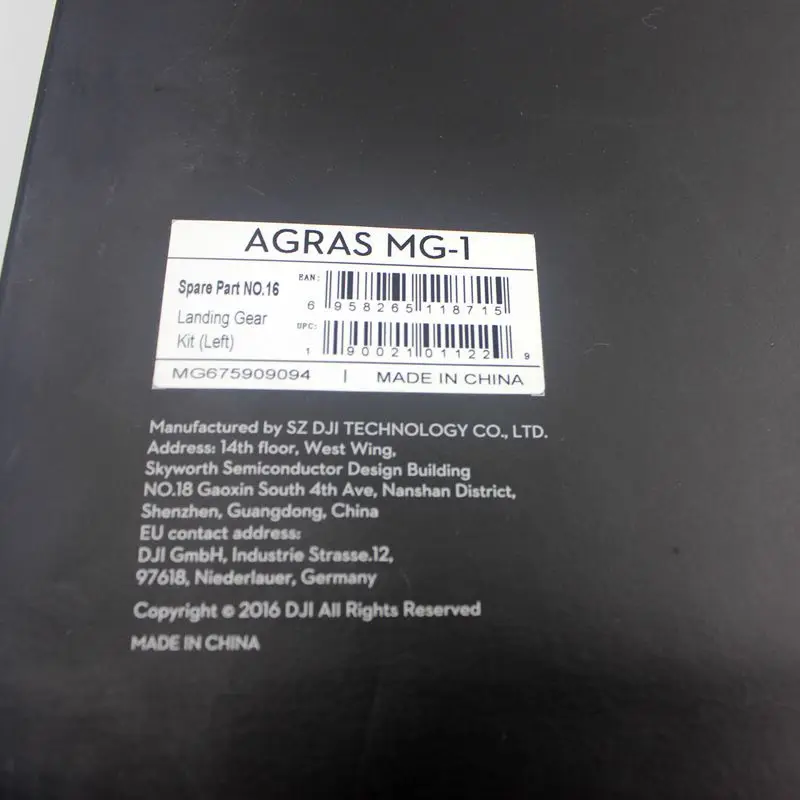 AGRAS MG-1
Spare Part NO.16
Landing Gear
Kit (Left)
EAN:
6 958265 118715
UPC:
1 90021 01122 9
MG675909094 | MADE IN CHINA
Manufactured by SZ DJI TECHNOLOGY CO., LTD.
Address: 14th floor, West Wing,
Skyworth Semiconductor Design Building
NO.18 Gaoxin South 4th Ave, Nanshan District,
Shenzhen, Guangdong, China
EU contact address:
DJI GmbH, Industrie Strasse.12,
97618, Niederlauer, Germany
Copyright © 2016 DJI All Rights Reserved
MADE IN CHINA